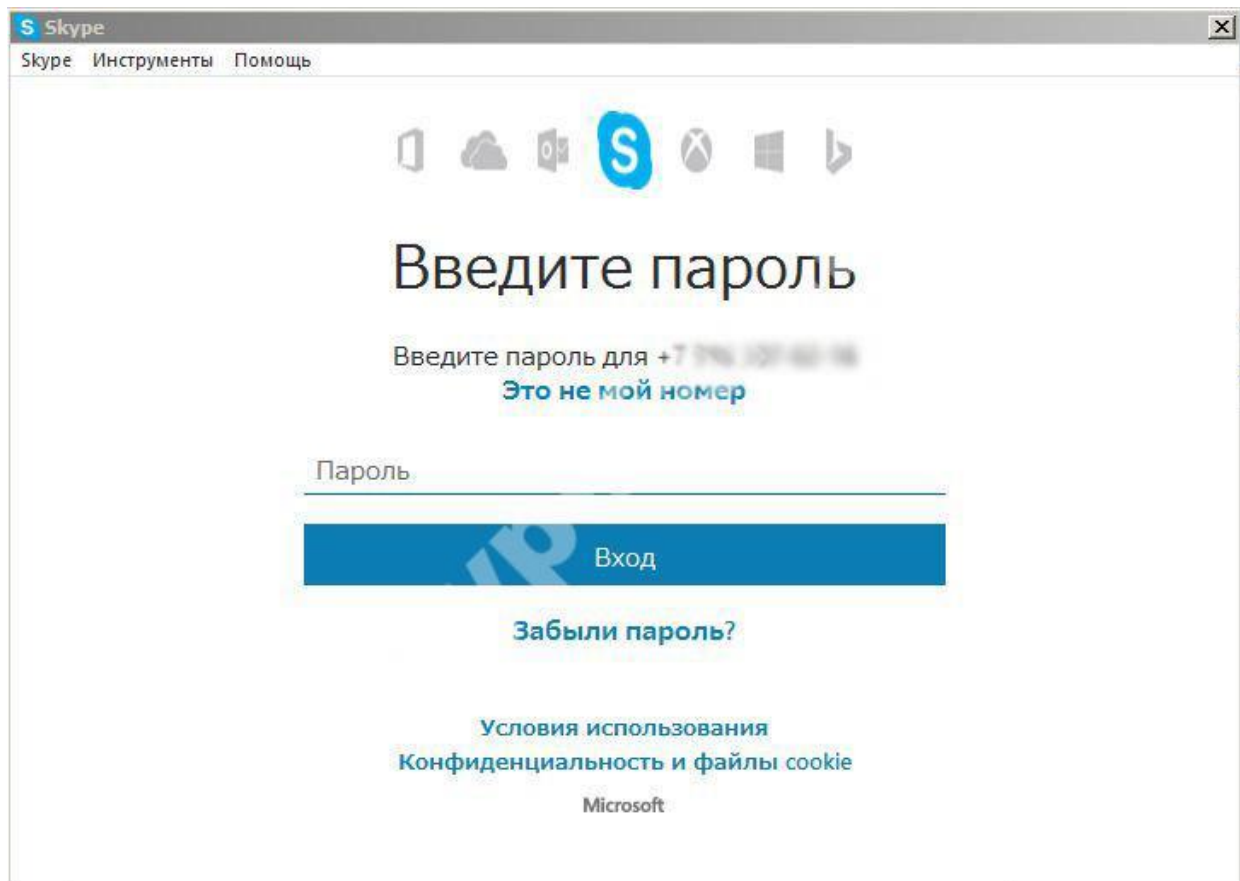 Skype
Skype Инструменты Помощь
Введите пароль
Введите пароль для +7
Это не мой номер
Пароль
Вход
Забыли пароль?
Условия использования
Конфиденциальность и файлы cookie
Microsoft